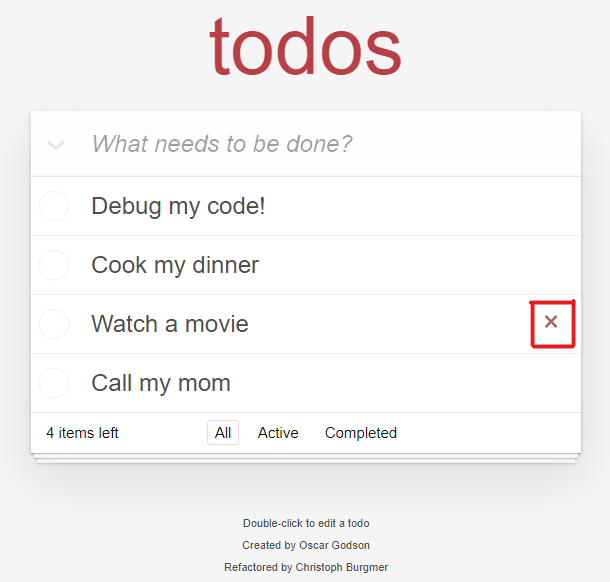 todos
What needs to be done?
Debug my code!
Cook my dinner
Watch a movie
×
Call my mom
4 items left All Active Completed
Double-click to edit a todo
Created by Oscar Godson
Refactored by Christoph Burgmer